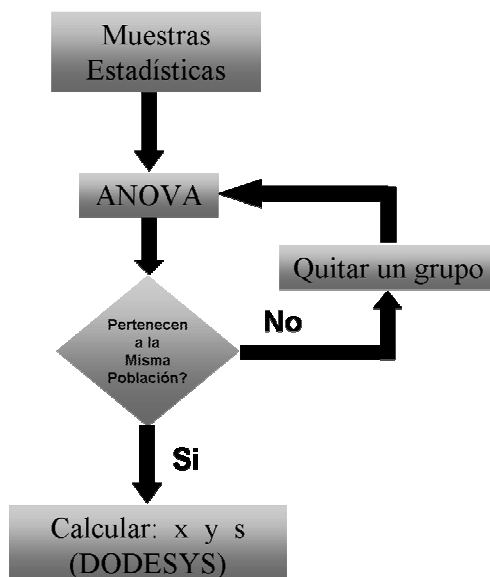 Muestras
Estadísticas
ANOVA
Quitar un grupo
Pertenecen
a la
Misma
Población?
No
Si
Calcular: x y s
(DODESYS)